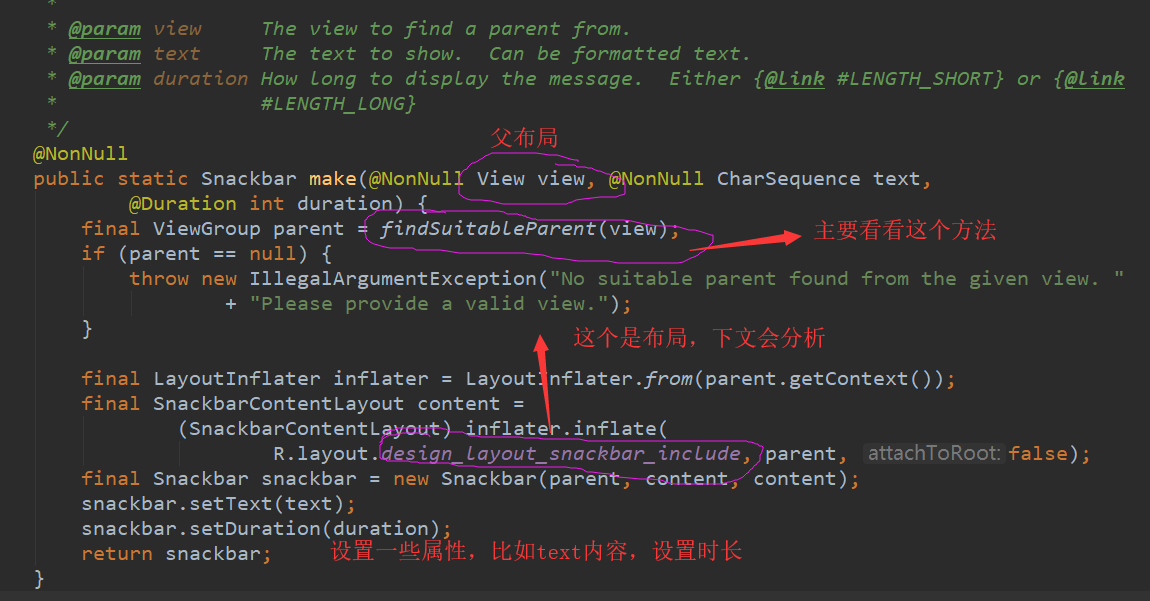 *
* @param view      The view to find a parent from.
* @param text      The text to show.  Can be formatted text.
* @param duration How long to display the message.  Either {@link #LENGTH_SHORT} or {@link
*                 #LENGTH_LONG}
*/
父布局
@NonNull
public static Snackbar make(@NonNull View view, @NonNull CharSequence text,
        @Duration int duration) {
    final ViewGroup parent = findSuitableParent(view);
主要看看这个方法
    if (parent == null) {
        throw new IllegalArgumentException("No suitable parent found from the given view. "
                + "Please provide a valid view.");
    }
这个是布局，下文会分析
    final LayoutInflater inflater = LayoutInflater.from(parent.getContext());
    final SnackbarContentLayout content =
            (SnackbarContentLayout) inflater.inflate(
                    R.layout.design_layout_snackbar_include, parent, attachToRoot: false);
    final Snackbar snackbar = new Snackbar(parent, content, content);
    snackbar.setText(text);
    snackbar.setDuration(duration);
    return snackbar;
设置一些属性，比如text内容，设置时长
}